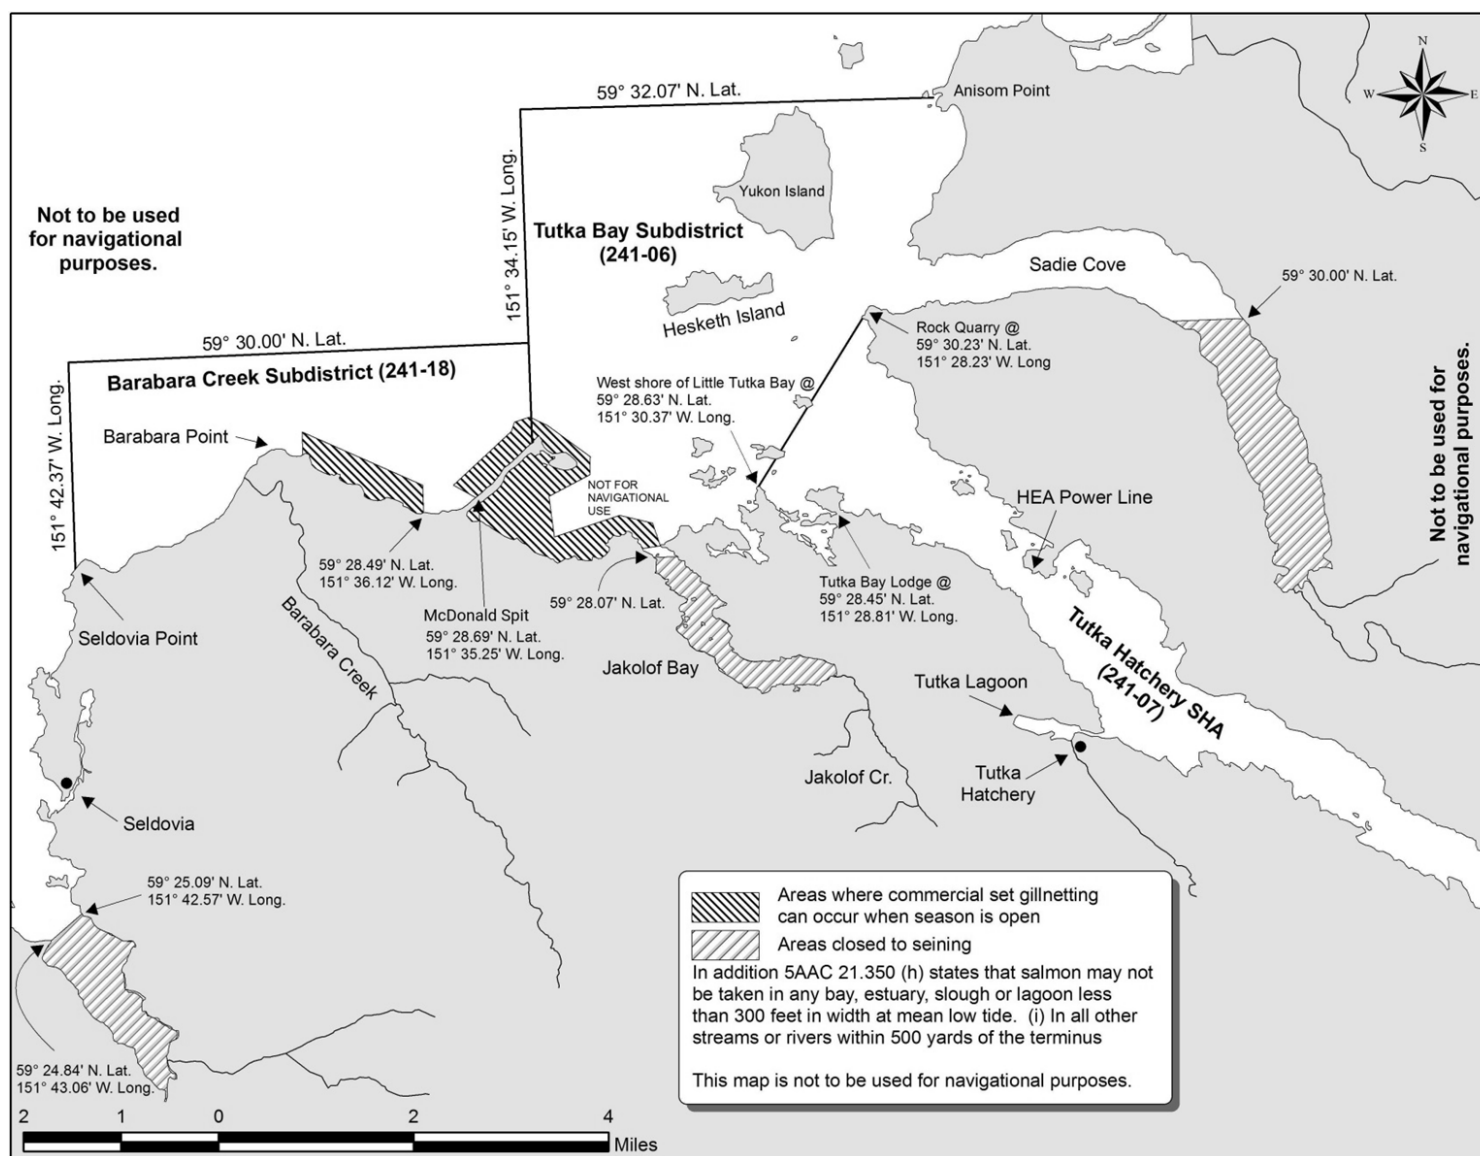 59° 32.07' N. Lat.
Anisom Point
N
W
E
S
Yukon Island
151° 34.15' W. Long.
Not to be used
for navigational
purposes.
Tutka Bay Subdistrict
(241-06)
Sadie Cove
59° 30.00' N. Lat.
Hesketh Island
Rock Quarry @
59° 30.23' N. Lat.
151° 28.23' W. Long
59° 30.00' N. Lat.
Barabara Creek Subdistrict (241-18)
151° 42.37' W. Long.
West shore of Little Tutka Bay @
59° 28.63' N. Lat.
151° 30.37' W. Long.
Not to be used for
navigational purposes.
Barabara Point
NOT FOR
NAVIGATIONAL
USE
HEA Power Line
59° 28.49' N. Lat.
151° 36.12' W. Long.
59° 28.07' N. Lat.
Tutka Bay Lodge @
59° 28.45' N. Lat.
151° 28.81' W. Long.
McDonald Spit
59° 28.69' N. Lat.
151° 35.25' W. Long.
Seldovia Point
Barabara Creek
Jakolof Bay
Tutka Hatchery SHA
(241-07)
Tutka Lagoon
Jakolof Cr.
Tutka
Hatchery
Seldovia
59° 25.09' N. Lat.
151° 42.57' W. Long.
59° 24.84' N. Lat.
151° 43.06' W. Long.
Areas where commercial set gillnetting
can occur when season is open
Areas closed to seining
In addition 5AAC 21.350 (h) states that salmon may not
be taken in any bay, estuary, slough or lagoon less
than 300 feet in width at mean low tide. (i) In all other
streams or rivers within 500 yards of the terminus
This map is not to be used for navigational purposes.
2 1 0 2 4
Miles